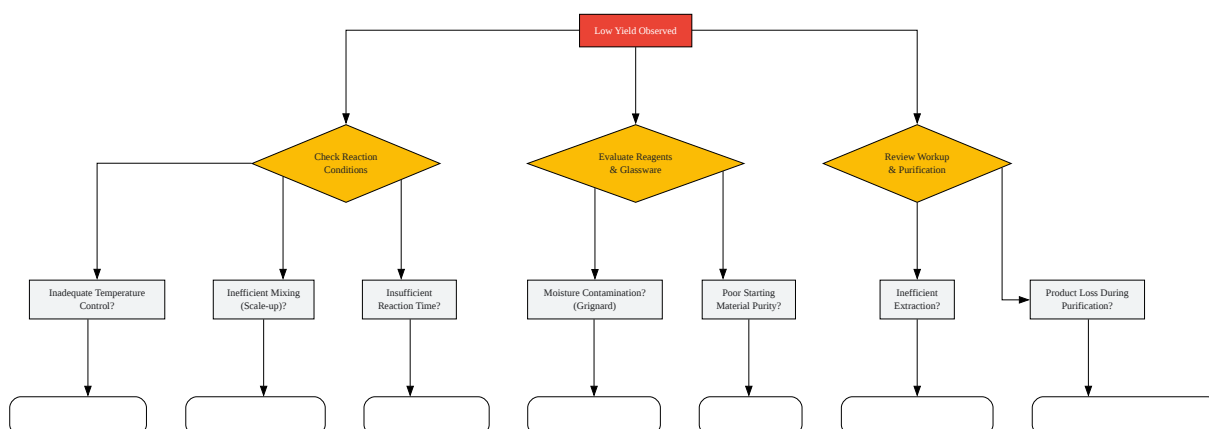 Low Yield Observed
Check Reaction
Conditions
Evaluate Reagents
& Glassware
Review Workup
& Purification
Inadequate Temperature
Control?
Inefficient Mixing
(Scale-up)?
Insufficient
Reaction Time?
Moisture Contamination?
(Grignard)
Poor Starting
Material Purity?
Inefficient
Extraction?
Product Loss During
Purification?